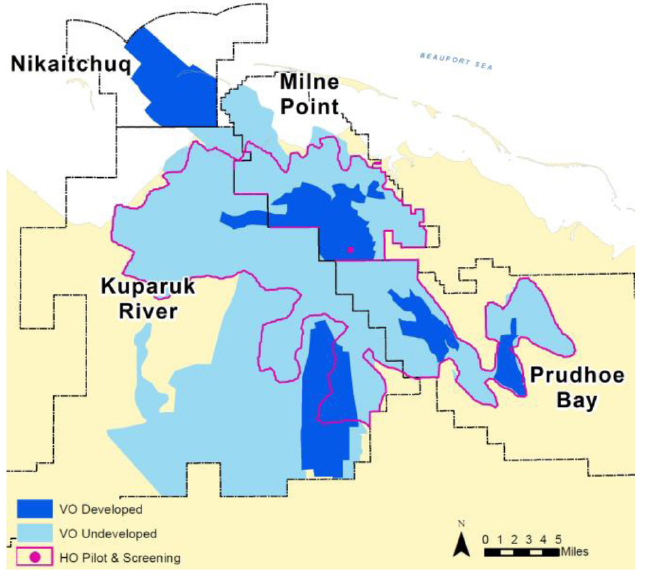 Nikaitchuq
BEAUFORT SEA
Milne
Point
Kuparuk
River
Prudhoe
Bay
VO Developed
VO Undeveloped
HO Pilot & Screening
N
0 1 2 3 4 5
Miles